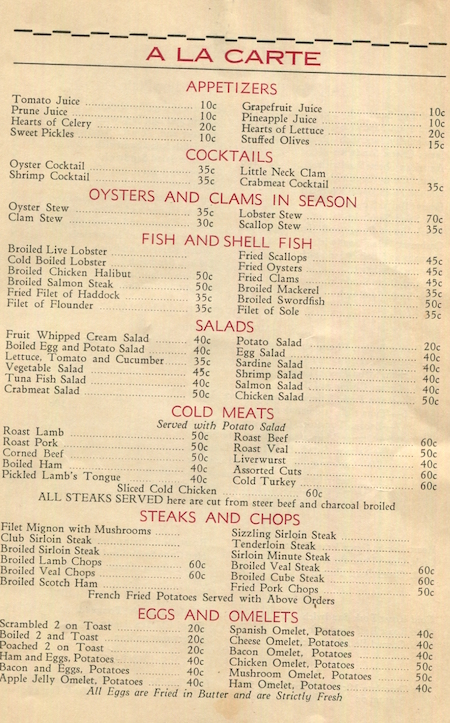 A LA CARTE
APPETIZERS
Tomato Juice 10c
Prune Juice 10c
Hearts of Celery 20c
Sweet Pickles 10c
Grapefruit Juice 10c
Pineapple Juice 10c
Hearts of Lettuce 20c
Stuffed Olives 15c
COCKTAILS
Oyster Cocktail 35c
Shrimp Cocktail 35c
Little Neck Clam
Crabmeat Cocktail 35c
OYSTERS AND CLAMS IN SEASON
Oyster Stew 35c
Clam Stew 30c
Lobster Stew 70c
Scallop Stew 35c
FISH AND SHELL FISH
Broiled Live Lobster
Cold Boiled Lobster
Broiled Chicken Halibut 50c
Broiled Salmon Steak 50c
Fried Filet of Haddock 35c
Filet of Flounder 35c
Fried Scallops 45c
Fried Oysters 45c
Fried Clams 45c
Broiled Mackerel 35c
Broiled Swordfish 50c
Filet of Sole 35c
SALADS
Fruit Whipped Cream Salad 40c
Boiled Egg and Potato Salad 40c
Lettuce, Tomato and Cucumber 35c
Vegetable Salad 45c
Tuna Fish Salad 40c
Crabmeat Salad 50c
Potato Salad 20c
Egg Salad 40c
Sardine Salad 40c
Shrimp Salad 40c
Salmon Salad 40c
Chicken Salad 50c
COLD MEATS
Served with Potato Salad
Roast Lamb 50c
Roast Pork 50c
Corned Beef 50c
Boiled Ham 40c
Pickled Lamb's Tongue 40c
Roast Beef 60c
Roast Veal 50c
Liverwurst 40c
Assorted Cuts 60c
Cold Turkey 60c
Sliced Cold Chicken 60c
ALL STEAKS SERVED here are cut from steer beef and charcoal broiled
STEAKS AND CHOPS
Filet Mignon with Mushrooms
Club Sirloin Steak
Broiled Sirloin Steak
Broiled Lamb Chops 60c
Broiled Veal Chops 60c
Broiled Scotch Ham
Sizzling Sirloin Steak
Tenderloin Steak
Sirloin Minute Steak
Broiled Veal Steak 60c
Broiled Cube Steak 60c
Fried Pork Chops 50c
French Fried Potatoes Served with Above Orders
EGGS AND OMELETS
Scrambled 2 on Toast 20c
Boiled 2 and Toast 20c
Poached 2 on Toast 20c
Ham and Eggs, Potatoes 40c
Bacon and Eggs, Potatoes 40c
Apple Jelly Omelet, Potatoes 40c
Spanish Omelet, Potatoes 40c
Cheese Omelet, Potatoes 40c
Bacon Omelet, Potatoes 40c
Chicken Omelet, Potatoes 50c
Mushroom Omelet, Potatoes 50c
Ham Omelet, Potatoes 40c
All Eggs are Fried in Butter and are Strictly Fresh